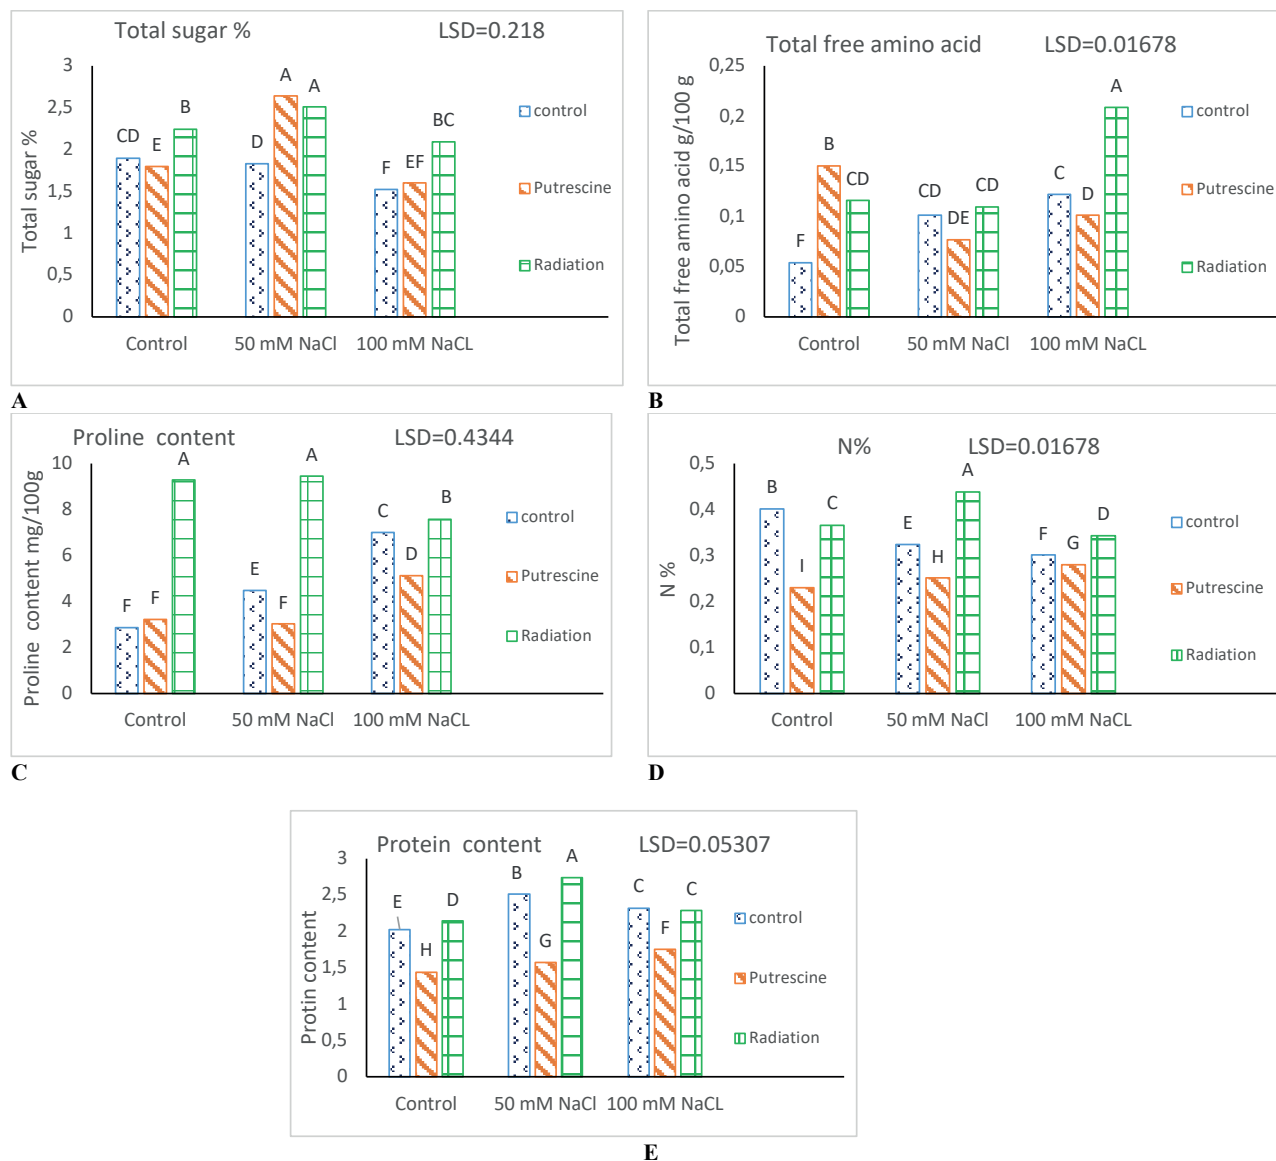 Total sugar % LSD=0.218
Total sugar %
3
2,5
2
1,5
1
0,5
0
CD E B
D A A
F EF BC
Control 50 mM NaCl 100 mM NaCL
control
Putrescine
Radiation
A
Total free amino acid LSD=0.01678
Total free amino acid g/100 g
0,25
0,2
0,15
0,1
0,05
0
F B CD
CD DE CD
C D A
Control 50 mM NaCl 100 mM NaCL
control
Putrescine
Radiation
B
Proline content LSD=0.4344
Proline content mg/100g
10
8
6
4
2
0
F F A
E F A
C D B
Control 50 mM NaCl 100 mM NaCL
control
Putrescine
Radiation
C
N% LSD=0.01678
N %
0,5
0,4
0,3
0,2
0,1
0
B I C
E H A
F G D
Control 50 mM NaCl 100 mM NaCL
control
Putrescine
Radiation
D
Protein content LSD=0.05307
Protin content
3
2,5
2
1,5
1
0,5
0
E H D
B G A
C F C
Control 50 mM NaCl 100 mM NaCL
control
Putrescine
Radiation
E